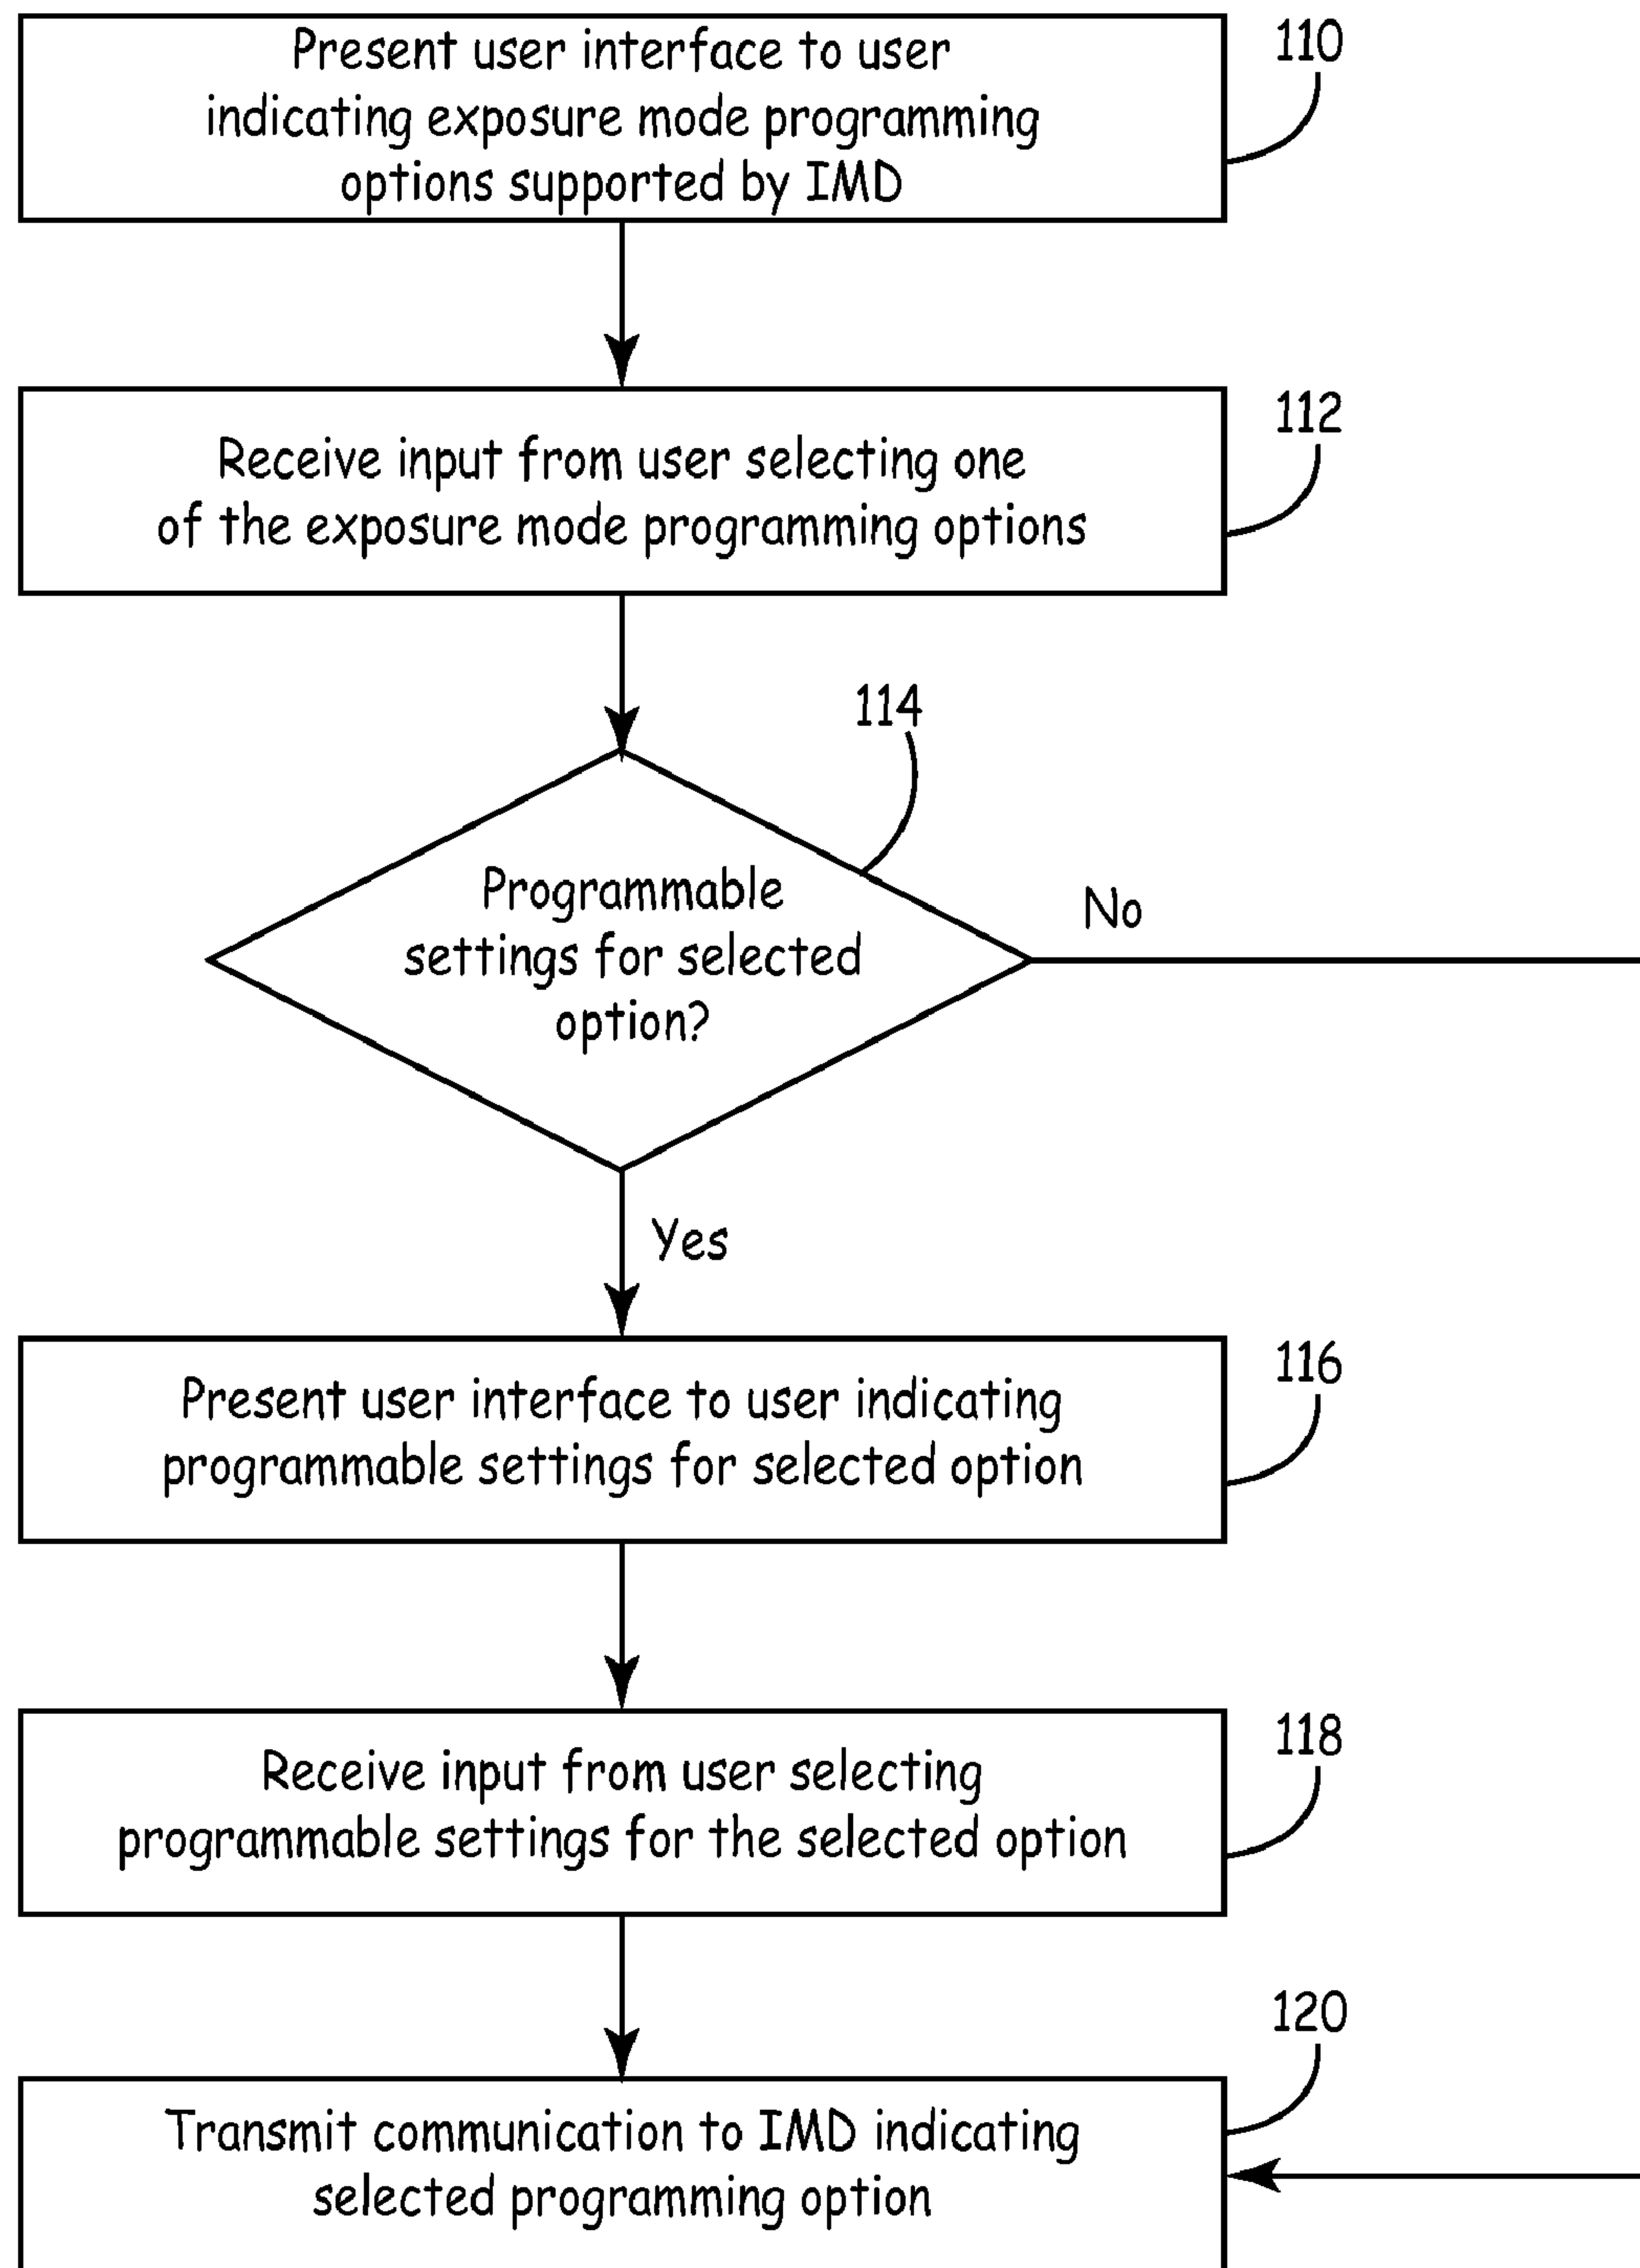 Present user interface to user
indicating exposure mode programming
options supported by IMD
110
Receive input from user selecting one
of the exposure mode programming options
112
114
Programmable
settings for selected
option?
No
Yes
Present user interface to user indicating
programmable settings for selected option
116
Receive input from user selecting
programmable settings for the selected option
118
120
Transmit communication to IMD indicating
selected programming option